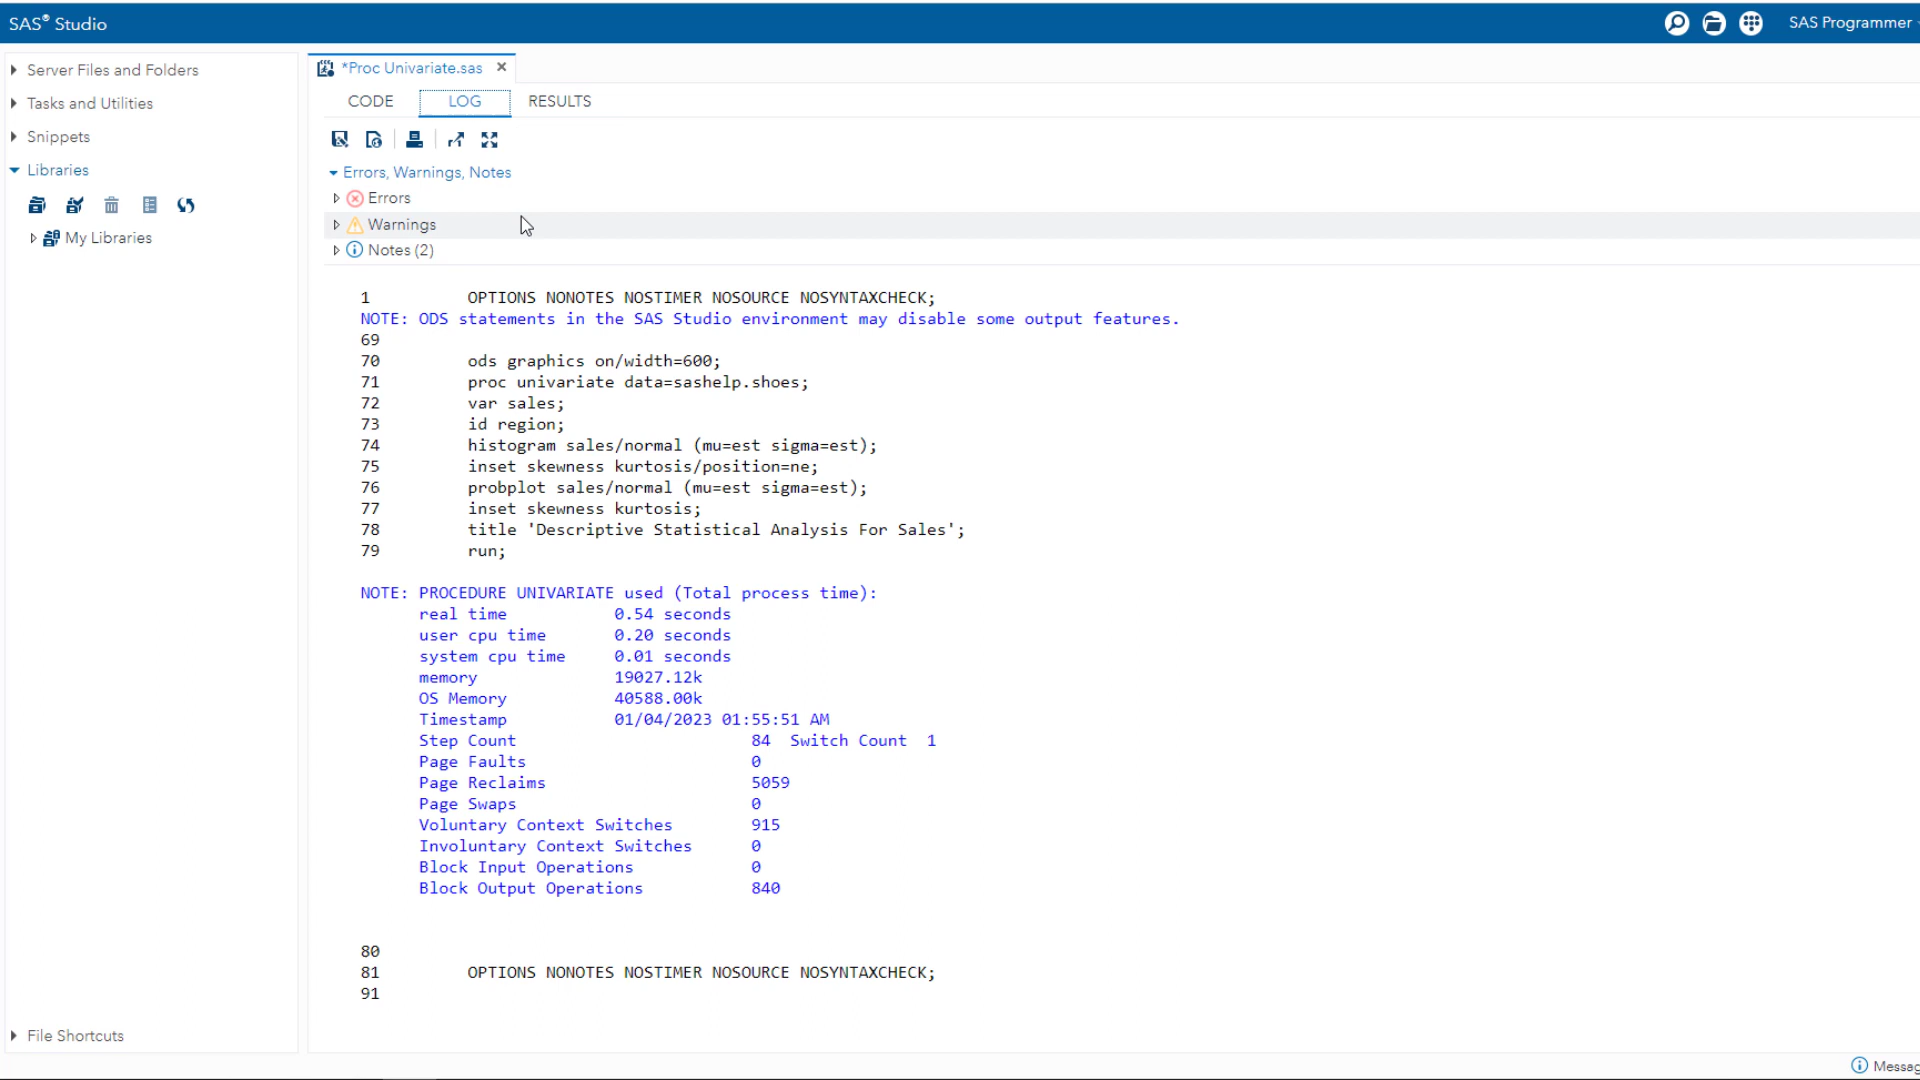 SAS® Studio
SAS Programmer
Server Files and Folders
Tasks and Utilities
Snippets
Libraries
My Libraries
File Shortcuts
*Proc Univariate.sas
CODE LOG RESULTS
Errors, Warnings, Notes
Errors
Warnings
Notes (2)
1 OPTIONS NONOTES NOSTIMER NOSOURCE NOSYNTAXCHECK;
NOTE: ODS statements in the SAS Studio environment may disable some output features.
69
70 ods graphics on/width=600;
71 proc univariate data=sashelp.shoes;
72 var sales;
73 id region;
74 histogram sales/normal (mu=est sigma=est);
75 inset skewness kurtosis/position=ne;
76 probplot sales/normal (mu=est sigma=est);
77 inset skewness kurtosis;
78 title 'Descriptive Statistical Analysis For Sales';
79 run;
NOTE: PROCEDURE UNIVARIATE used (Total process time):
real time 0.54 seconds
user cpu time 0.20 seconds
system cpu time 0.01 seconds
memory 19027.12k
OS Memory 40588.00k
Timestamp 01/04/2023 01:55:51 AM
Step Count 84 Switch Count 1
Page Faults 0
Page Reclaims 5059
Page Swaps 0
Voluntary Context Switches 915
Involuntary Context Switches 0
Block Input Operations 0
Block Output Operations 840
80
81 OPTIONS NONOTES NOSTIMER NOSOURCE NOSYNTAXCHECK;
91
Messag